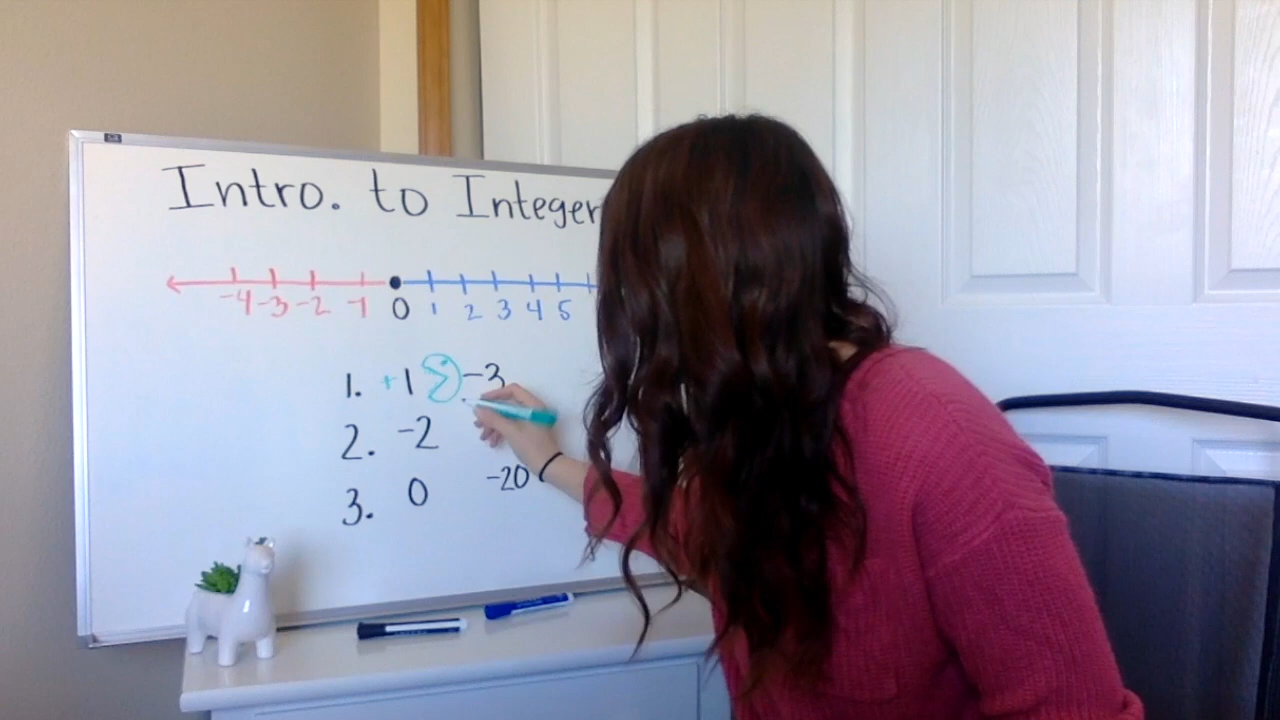 Intro. to Integer
-4 -3 -2 -1 0 1 2 3 4 5
1. +1 > -3
2. -2
3. 0 -20